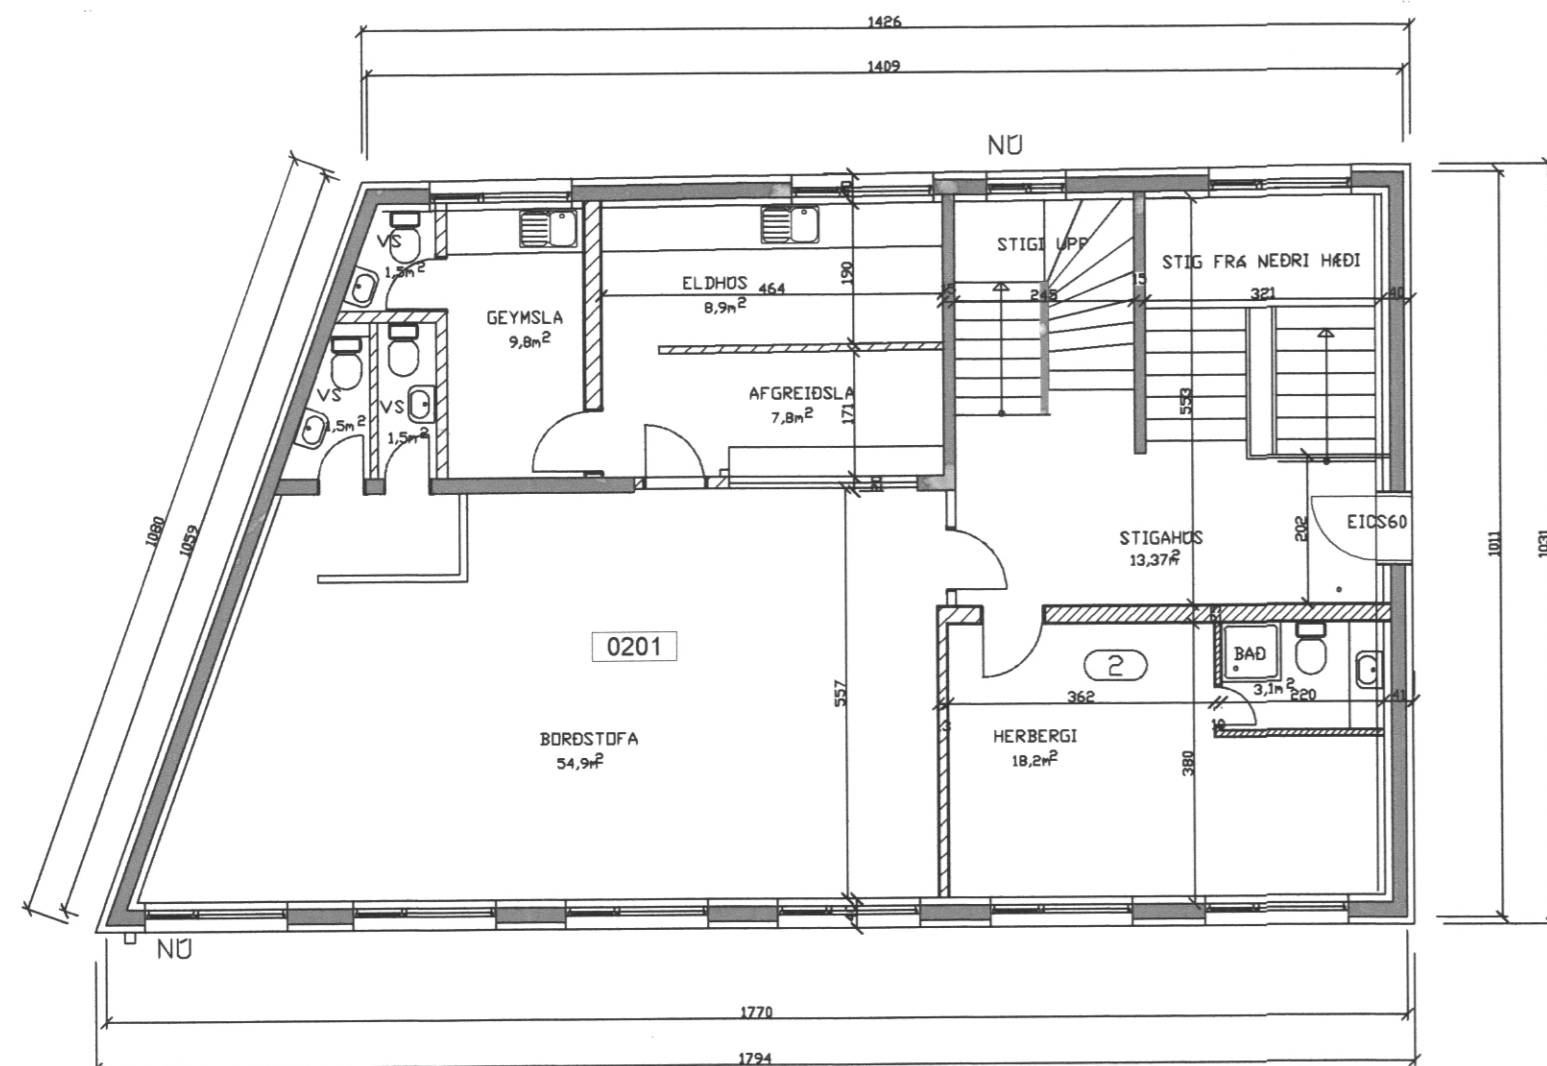 1426
1409
NÚ
VS
1,5m²
STIGI UPP
STIG FRÁ NEÐRI HÆÐI
ELDHÚS
8,9m²
464
190
15
245
15
321
40
GEYMSLA
9,8m²
AFGREIÐSLA
7,8m²
171
553
VS
1,5m²
VS
1,5m²
1080
1059
STIGAHÚS
13,37m²
202
EICS60
1011
1031
0201
557
2
BAÐ
3,1m²
362
220
41
10
BORÐSTOFA
54,9m²
HERBERGI
18,2m²
380
NÚ
1770
1794